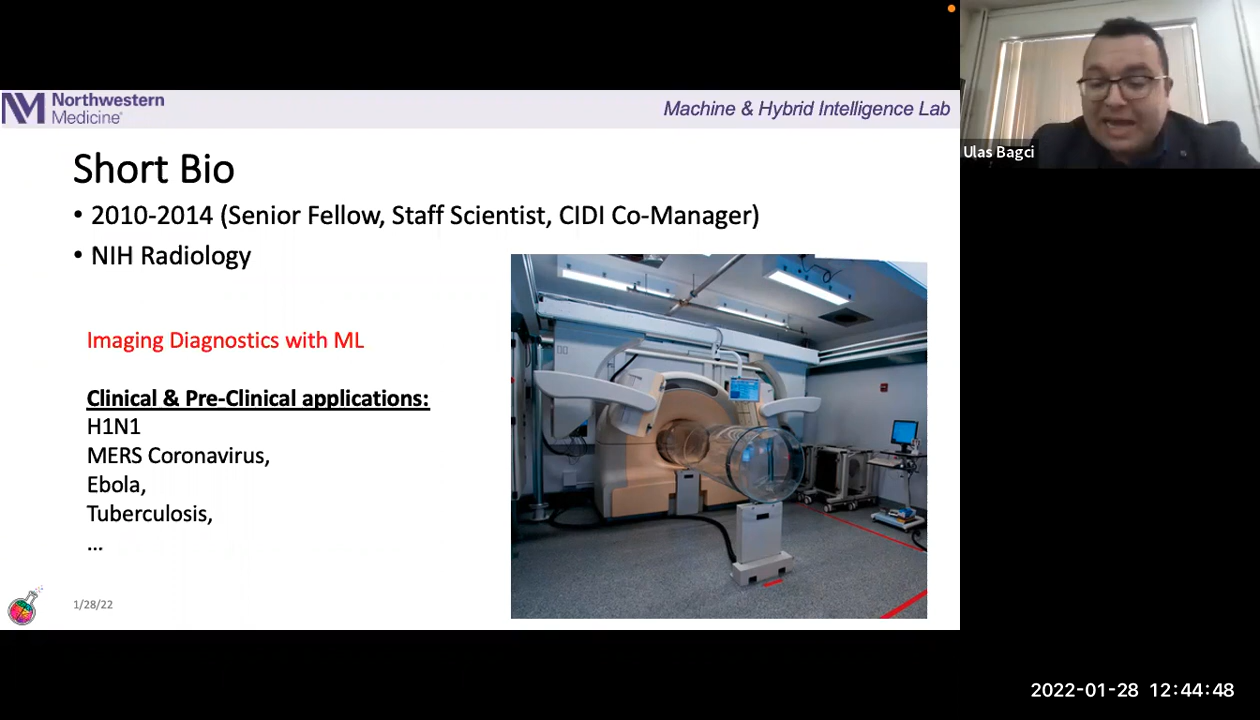 Northwestern
Medicine®
Machine & Hybrid Intelligence Lab
Ulas Bagci
Short Bio
• 2010-2014 (Senior Fellow, Staff Scientist, CIDI Co-Manager)
• NIH Radiology
Imaging Diagnostics with ML
Clinical & Pre-Clinical applications:
H1N1
MERS Coronavirus,
Ebola,
Tuberculosis,
...
1/28/22
2022-01-28 12:44:48